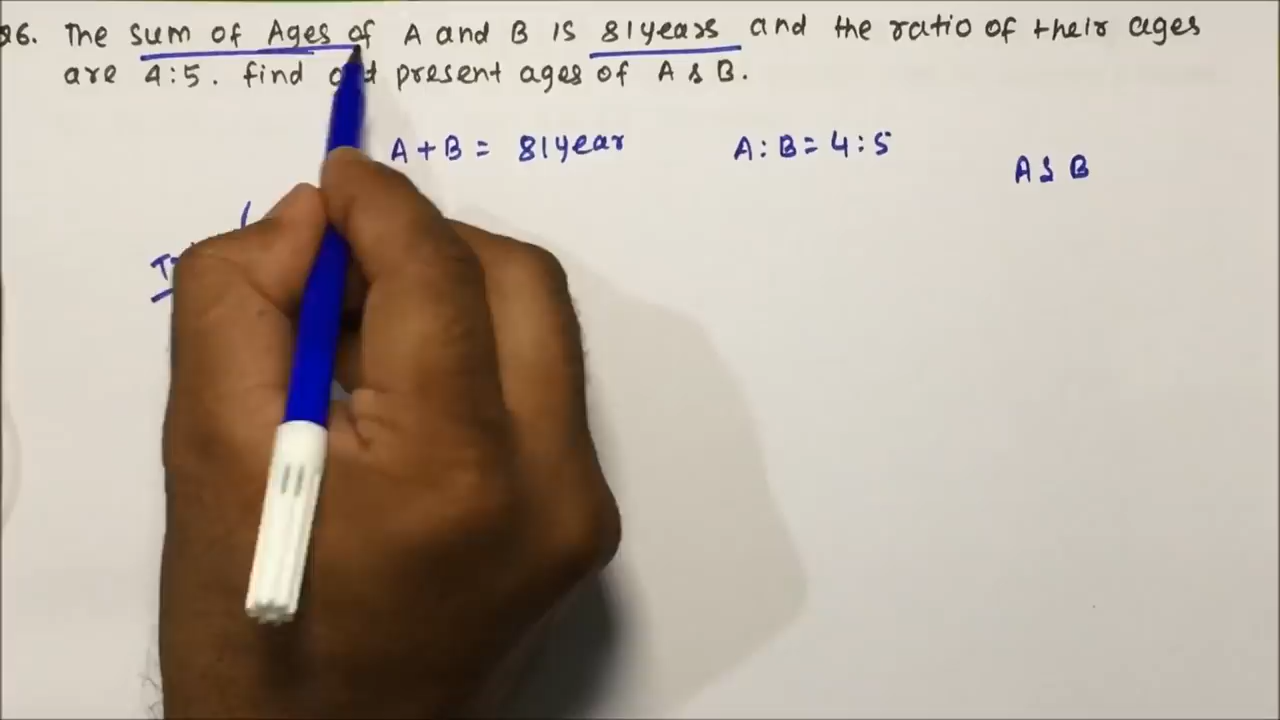 26. The sum of Ages of A and B is 81years and the ratio of their ages
are 4:5. find present ages of A & B.
A + B = 81year A : B = 4 : 5
A & B